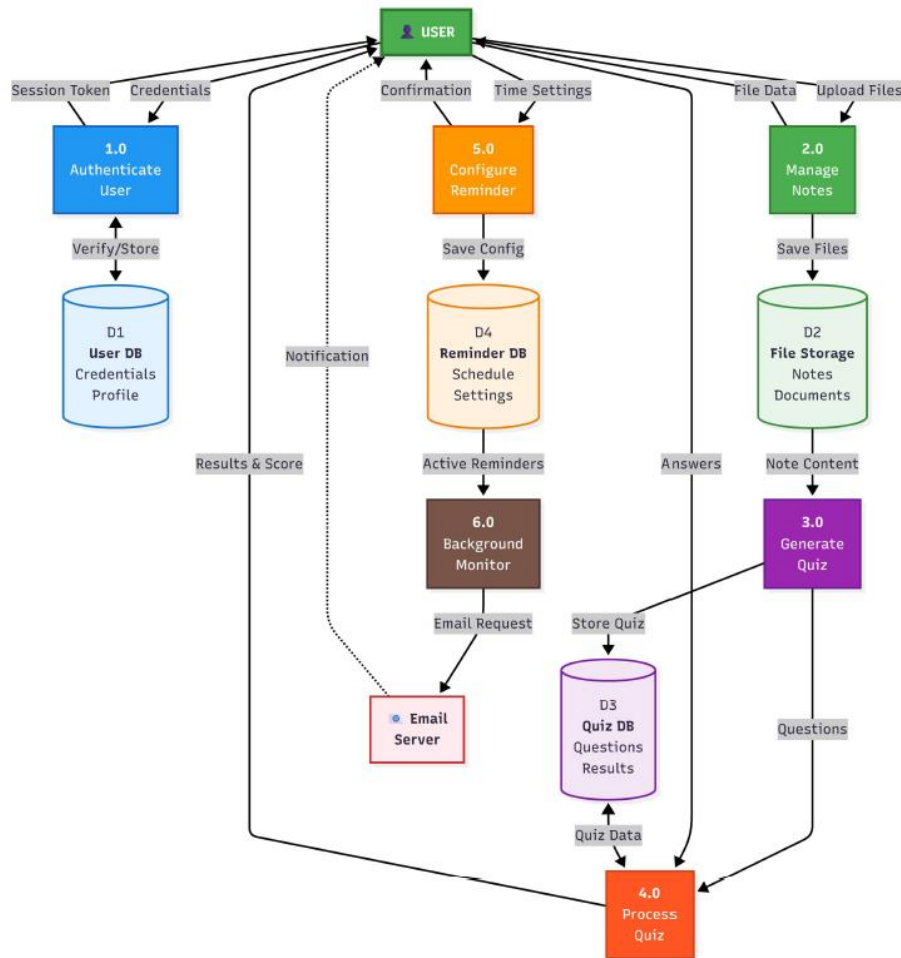 USER
Session Token
Credentials
Confirmation
Time Settings
File Data
Upload Files
1.0
Authenticate
User
5.0
Configure
Reminder
2.0
Manage
Notes
Verify/Store
Save Config
Save Files
D1
User DB
Credentials
Profile
Notification
D4
Reminder DB
Schedule
Settings
D2
File Storage
Notes
Documents
Results & Score
Active Reminders
Answers
Note Content
6.0
Background
Monitor
3.0
Generate
Quiz
Email Request
Store Quiz
Email
Server
D3
Quiz DB
Questions
Results
Questions
Quiz Data
4.0
Process
Quiz